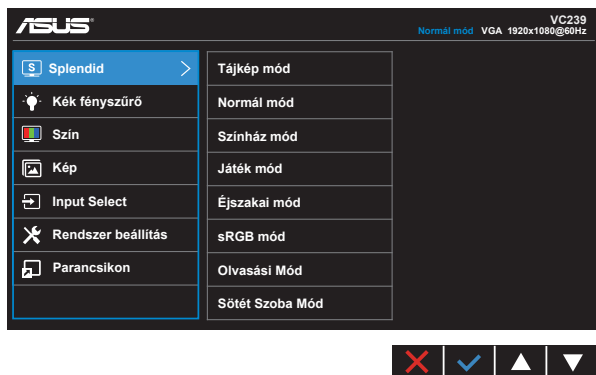 ASUS
VC239
Normál mód VGA 1920x1080@60Hz
S Splendid
Kék fényszűrő
Szín
Kép
Input Select
Rendszer beállítás
Parancsikon
Tájkép mód
Normál mód
Színház mód
Játék mód
Éjszakai mód
sRGB mód
Olvasási Mód
Sötét Szoba Mód